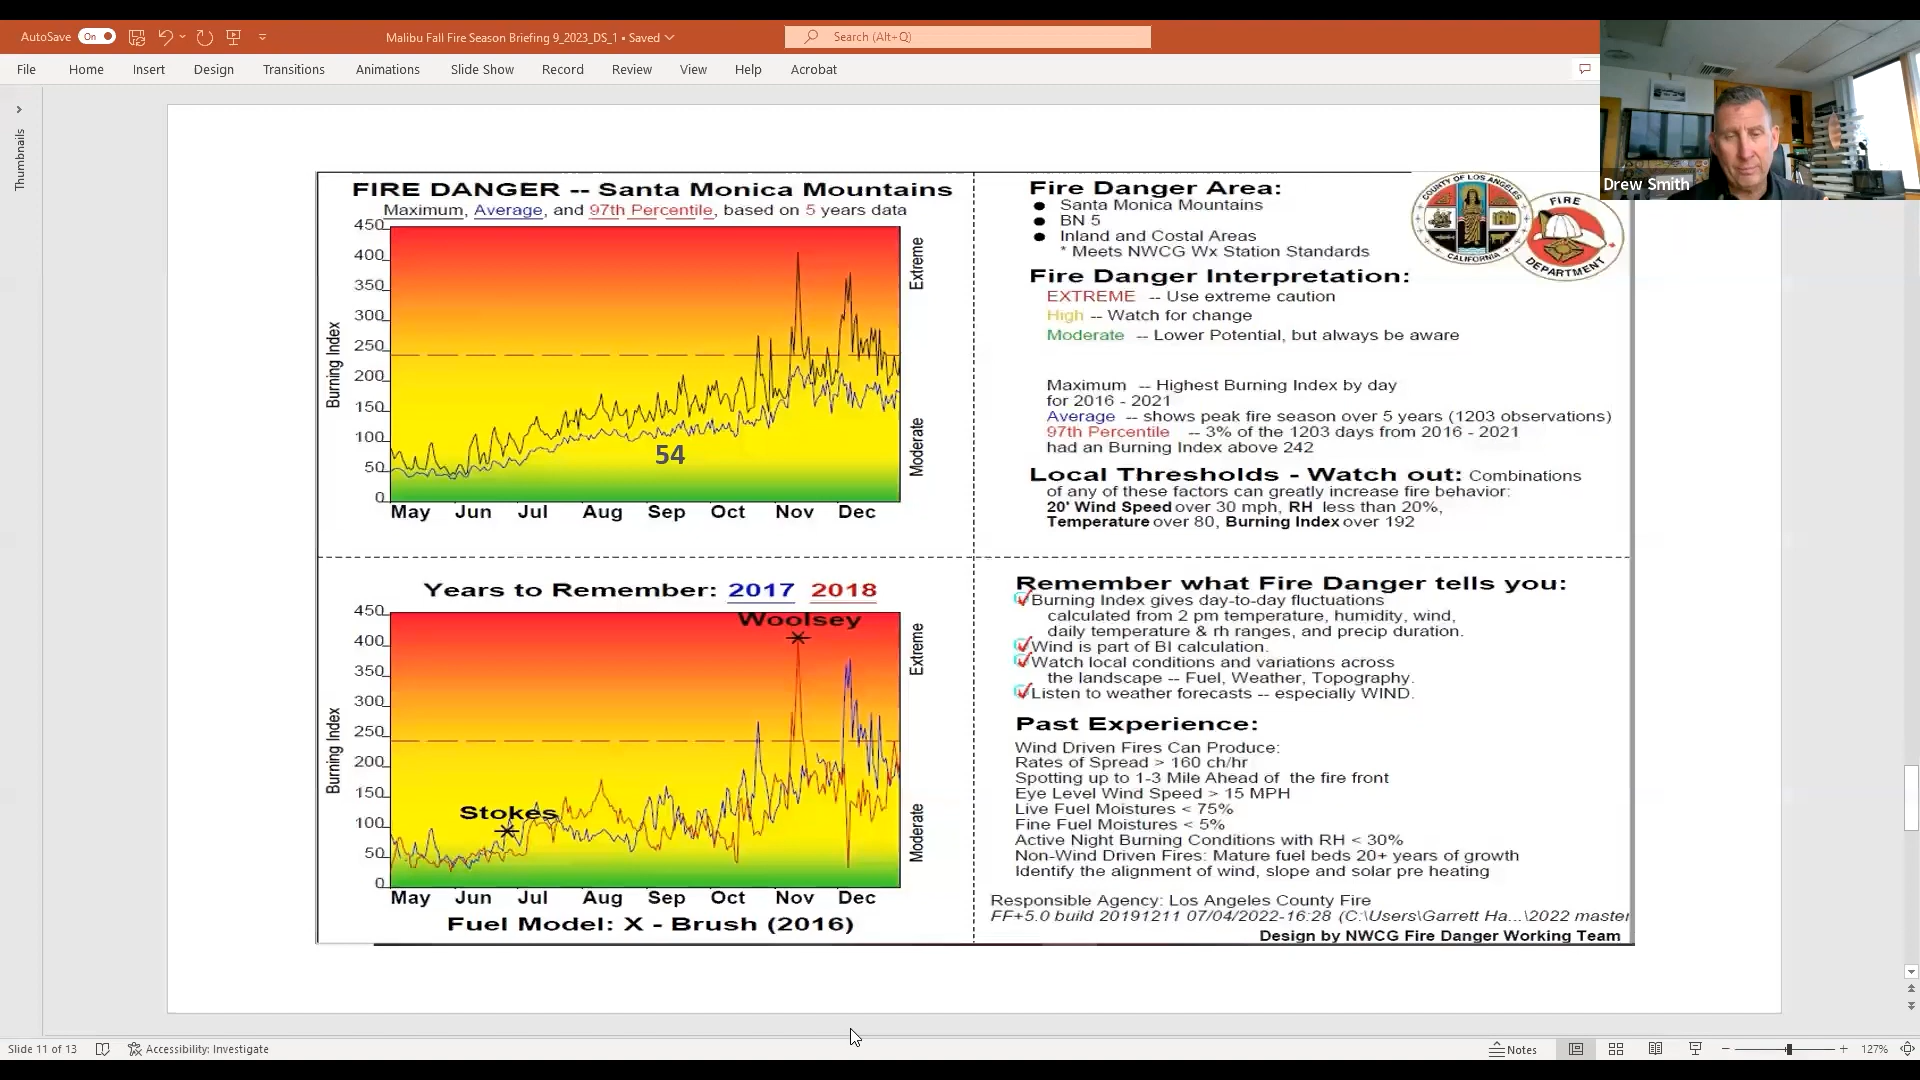 AutoSave On Malibu Fall Fire Season Briefing 9_2023_DS_1 • Saved Search (Alt+Q)
File Home Insert Design Transitions Animations Slide Show Record Review View Help Acrobat
Thumbnails
Drew Smith
FIRE DANGER -- Santa Monica Mountains
Maximum, Average, and 97th Percentile, based on 5 years data
450
400
350
300
250
200
150
100
50
0
Burning Index
Extreme
Moderate
54
May Jun Jul Aug Sep Oct Nov Dec
Fire Danger Area:
● Santa Monica Mountains
● BN 5
● Inland and Costal Areas
* Meets NWCG Wx Station Standards
COUNTY OF LOS ANGELES
CALIFORNIA
FIRE
DEPARTMENT
Fire Danger Interpretation:
EXTREME -- Use extreme caution
High -- Watch for change
Moderate -- Lower Potential, but always be aware
Maximum -- Highest Burning Index by day
for 2016 - 2021
Average -- shows peak fire season over 5 years (1203 observations)
97th Percentile -- 3% of the 1203 days from 2016 - 2021
had an Burning Index above 242
Local Thresholds - Watch out: Combinations
of any of these factors can greatly increase fire behavior:
20' Wind Speed over 30 mph, RH less than 20%,
Temperature over 80, Burning Index over 192
Years to Remember: 2017 2018
450
400
350
300
250
200
150
100
50
0
Burning Index
Woolsey
Stokes
Extreme
Moderate
May Jun Jul Aug Sep Oct Nov Dec
Fuel Model: X - Brush (2016)
Remember what Fire Danger tells you:
Burning Index gives day-to-day fluctuations
calculated from 2 pm temperature, humidity, wind,
daily temperature & rh ranges, and precip duration.
Wind is part of BI calculation.
Watch local conditions and variations across
the landscape -- Fuel, Weather, Topography.
Listen to weather forecasts -- especially WIND.
Past Experience:
Wind Driven Fires Can Produce:
Rates of Spread > 160 ch/hr
Spotting up to 1-3 Mile Ahead of the fire front
Eye Level Wind Speed > 15 MPH
Live Fuel Moistures < 75%
Fine Fuel Moistures < 5%
Active Night Burning Conditions with RH < 30%
Non-Wind Driven Fires: Mature fuel beds 20+ years of growth
Identify the alignment of wind, slope and solar pre heating
Responsible Agency: Los Angeles County Fire
FF+5.0 build 20191211 07/04/2022-16:28 (C:\Users\Garrett Ha...\2022 master
Design by NWCG Fire Danger Working Team
Slide 11 of 13 Accessibility: Investigate Notes 127%